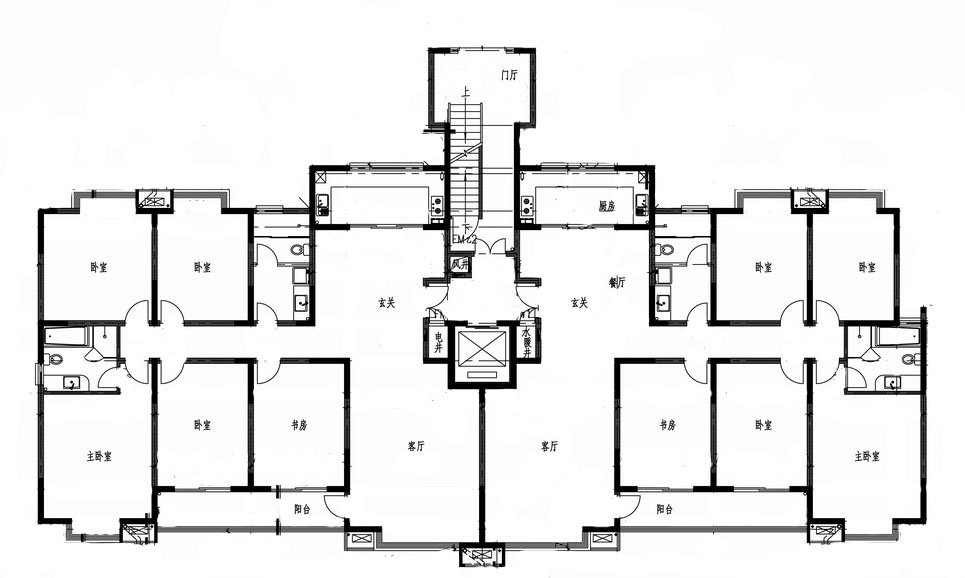 门厅
上
厨房
下
FMC2
风井
卧室
卧室
卧室
卧室
玄关
玄关
餐厅
电井
水暖井
卧室
书房
书房
卧室
主卧室
客厅
客厅
主卧室
阳台
阳台